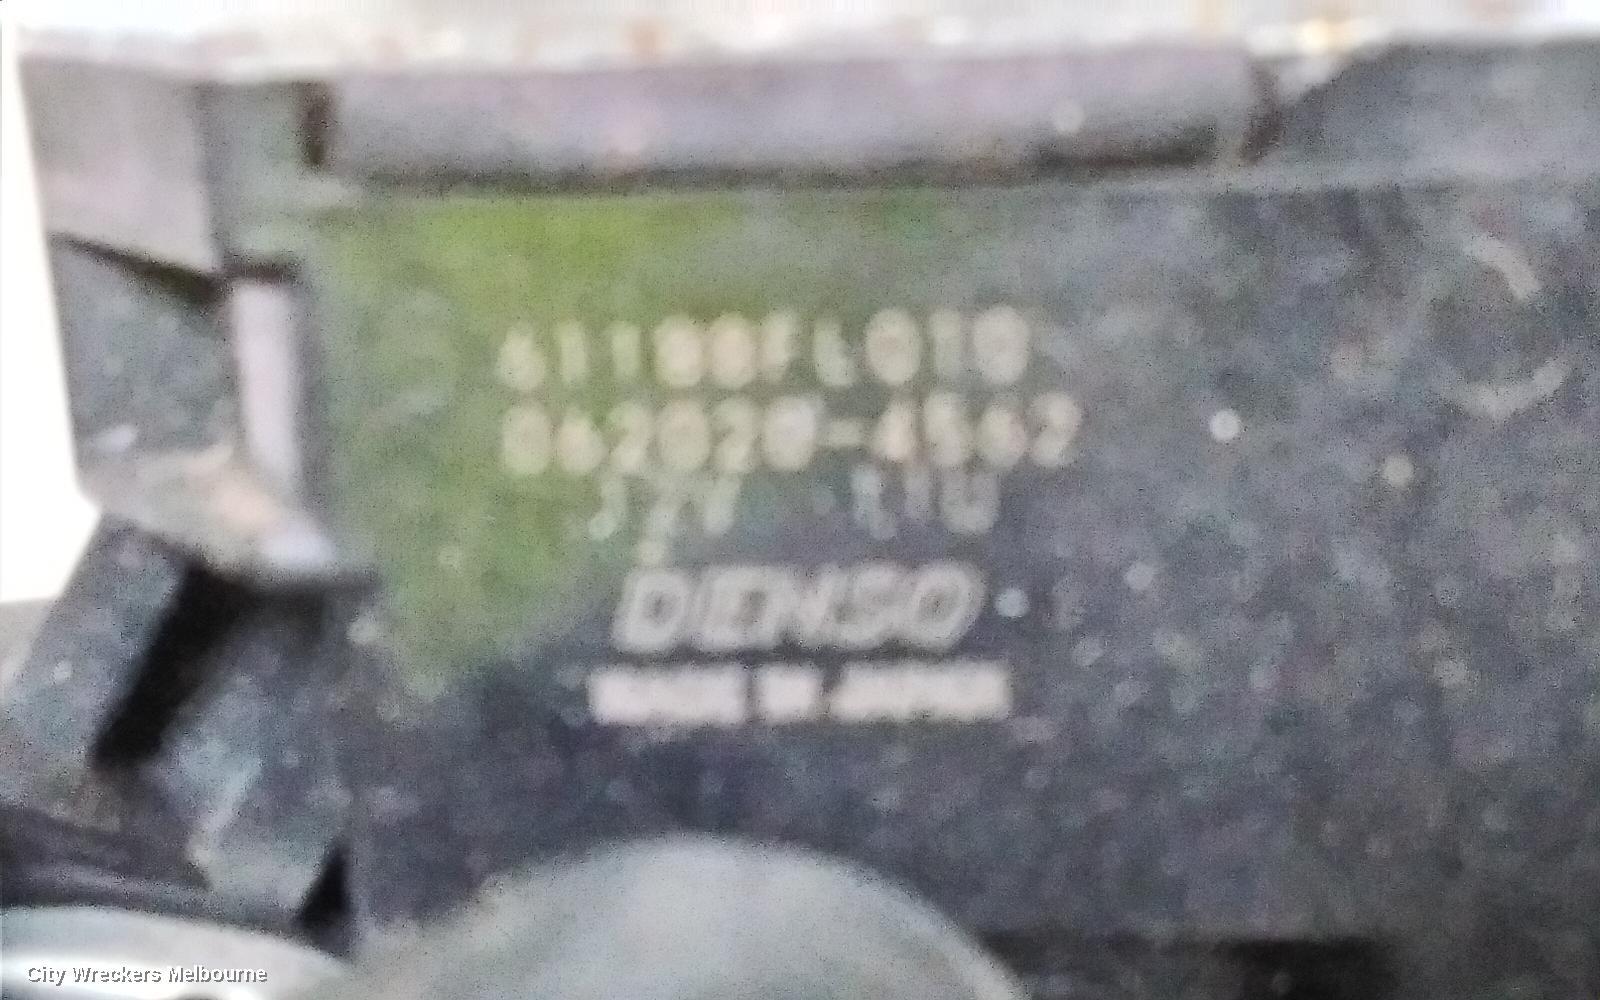 61100FL010
062020-4562
DENSO
MADE IN JAPAN
City Wreckers Melbourne